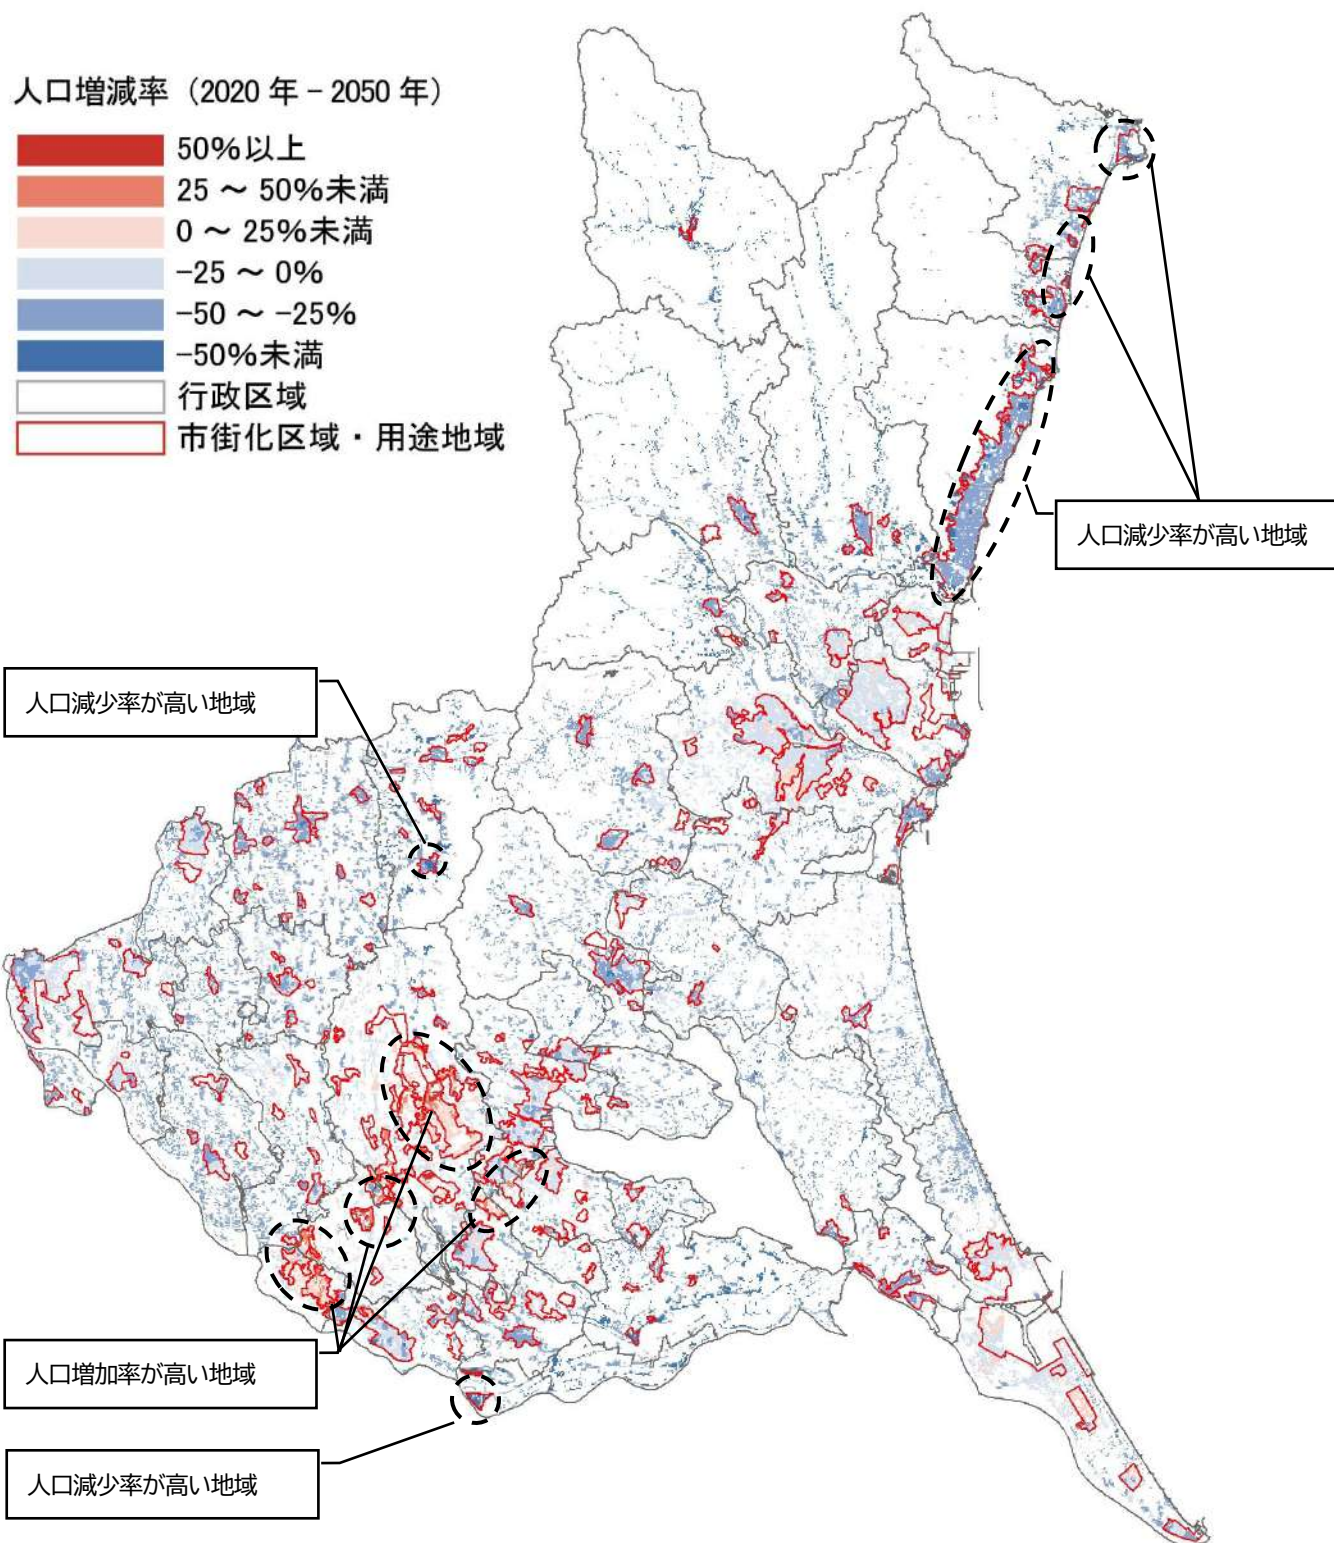 人口増減率（2020 年 – 2050 年）
50%以上
25 ～ 50%未満
0 ～ 25%未満
-25 ～ 0%
-50 ～ -25%
-50%未満
行政区域
市街化区域・用途地域
人口減少率が高い地域
人口減少率が高い地域
人口増加率が高い地域
人口減少率が高い地域